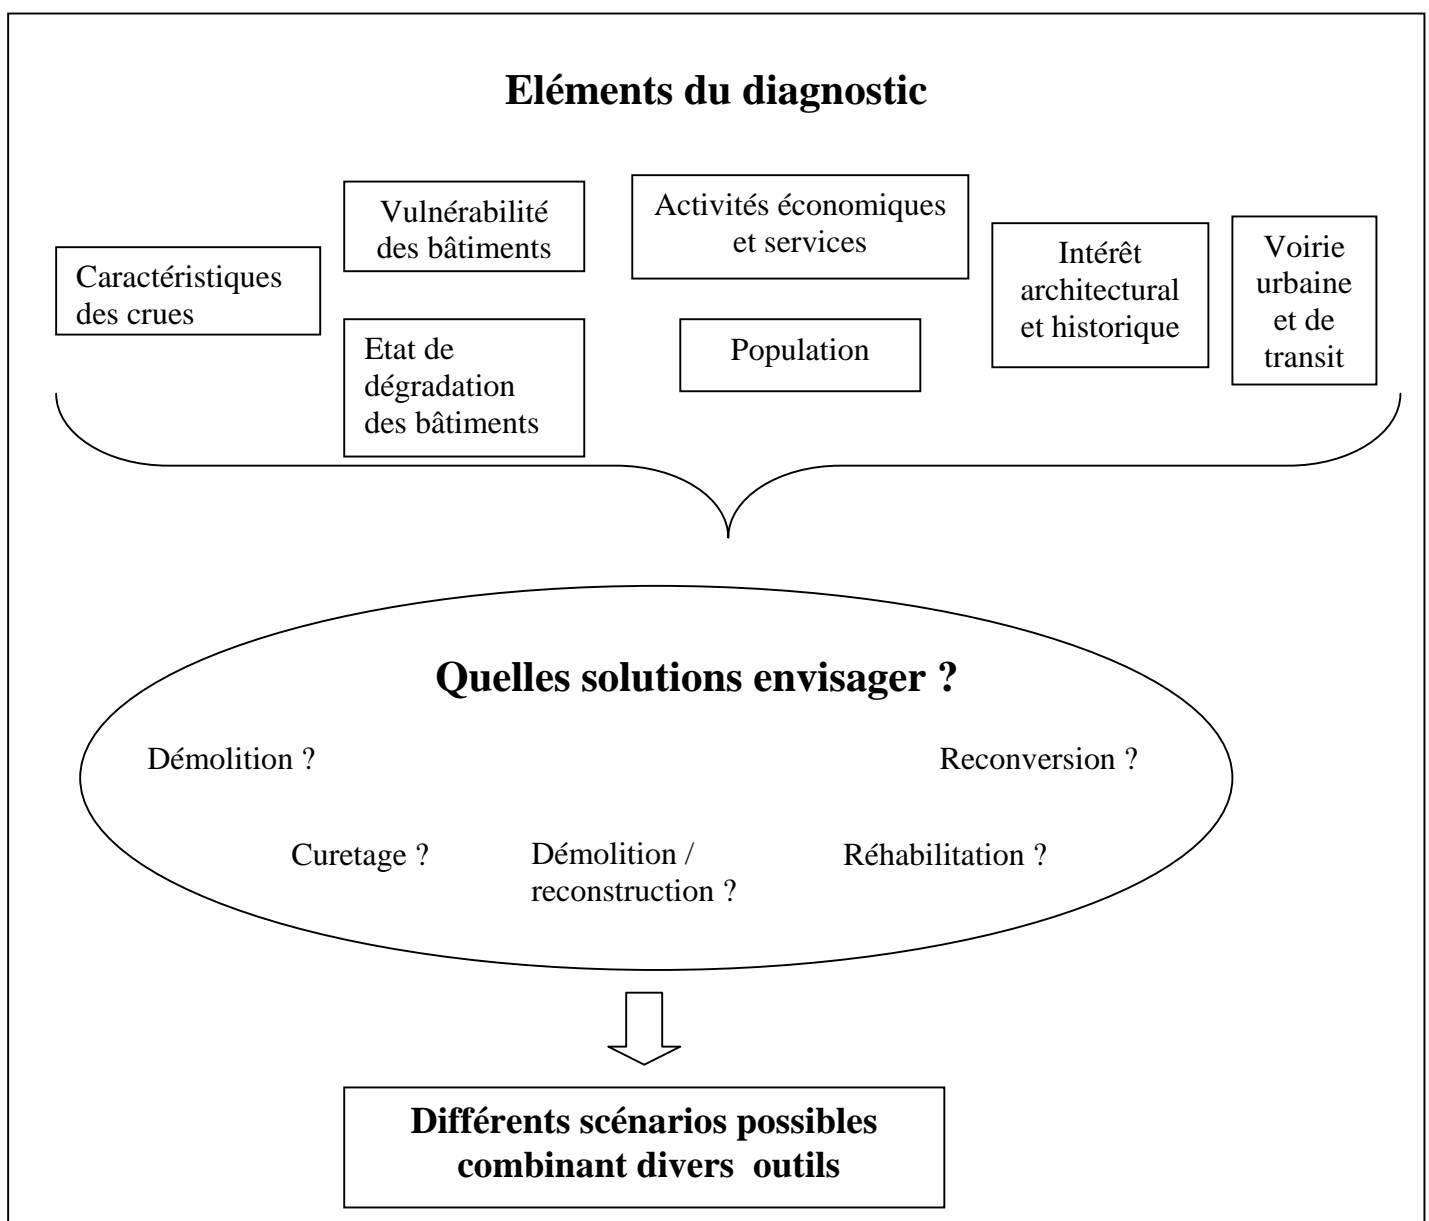 Eléments du diagnostic
Caractéristiques
des crues
Vulnérabilité
des bâtiments
Etat de
dégradation
des bâtiments
Activités économiques
et services
Population
Intérêt
architectural
et historique
Voirie
urbaine
et de
transit
Quelles solutions envisager ?
Démolition ?
Reconversion ?
Curetage ?
Démolition /
reconstruction ?
Réhabilitation ?
Différents scénarios possibles
combinant divers outils